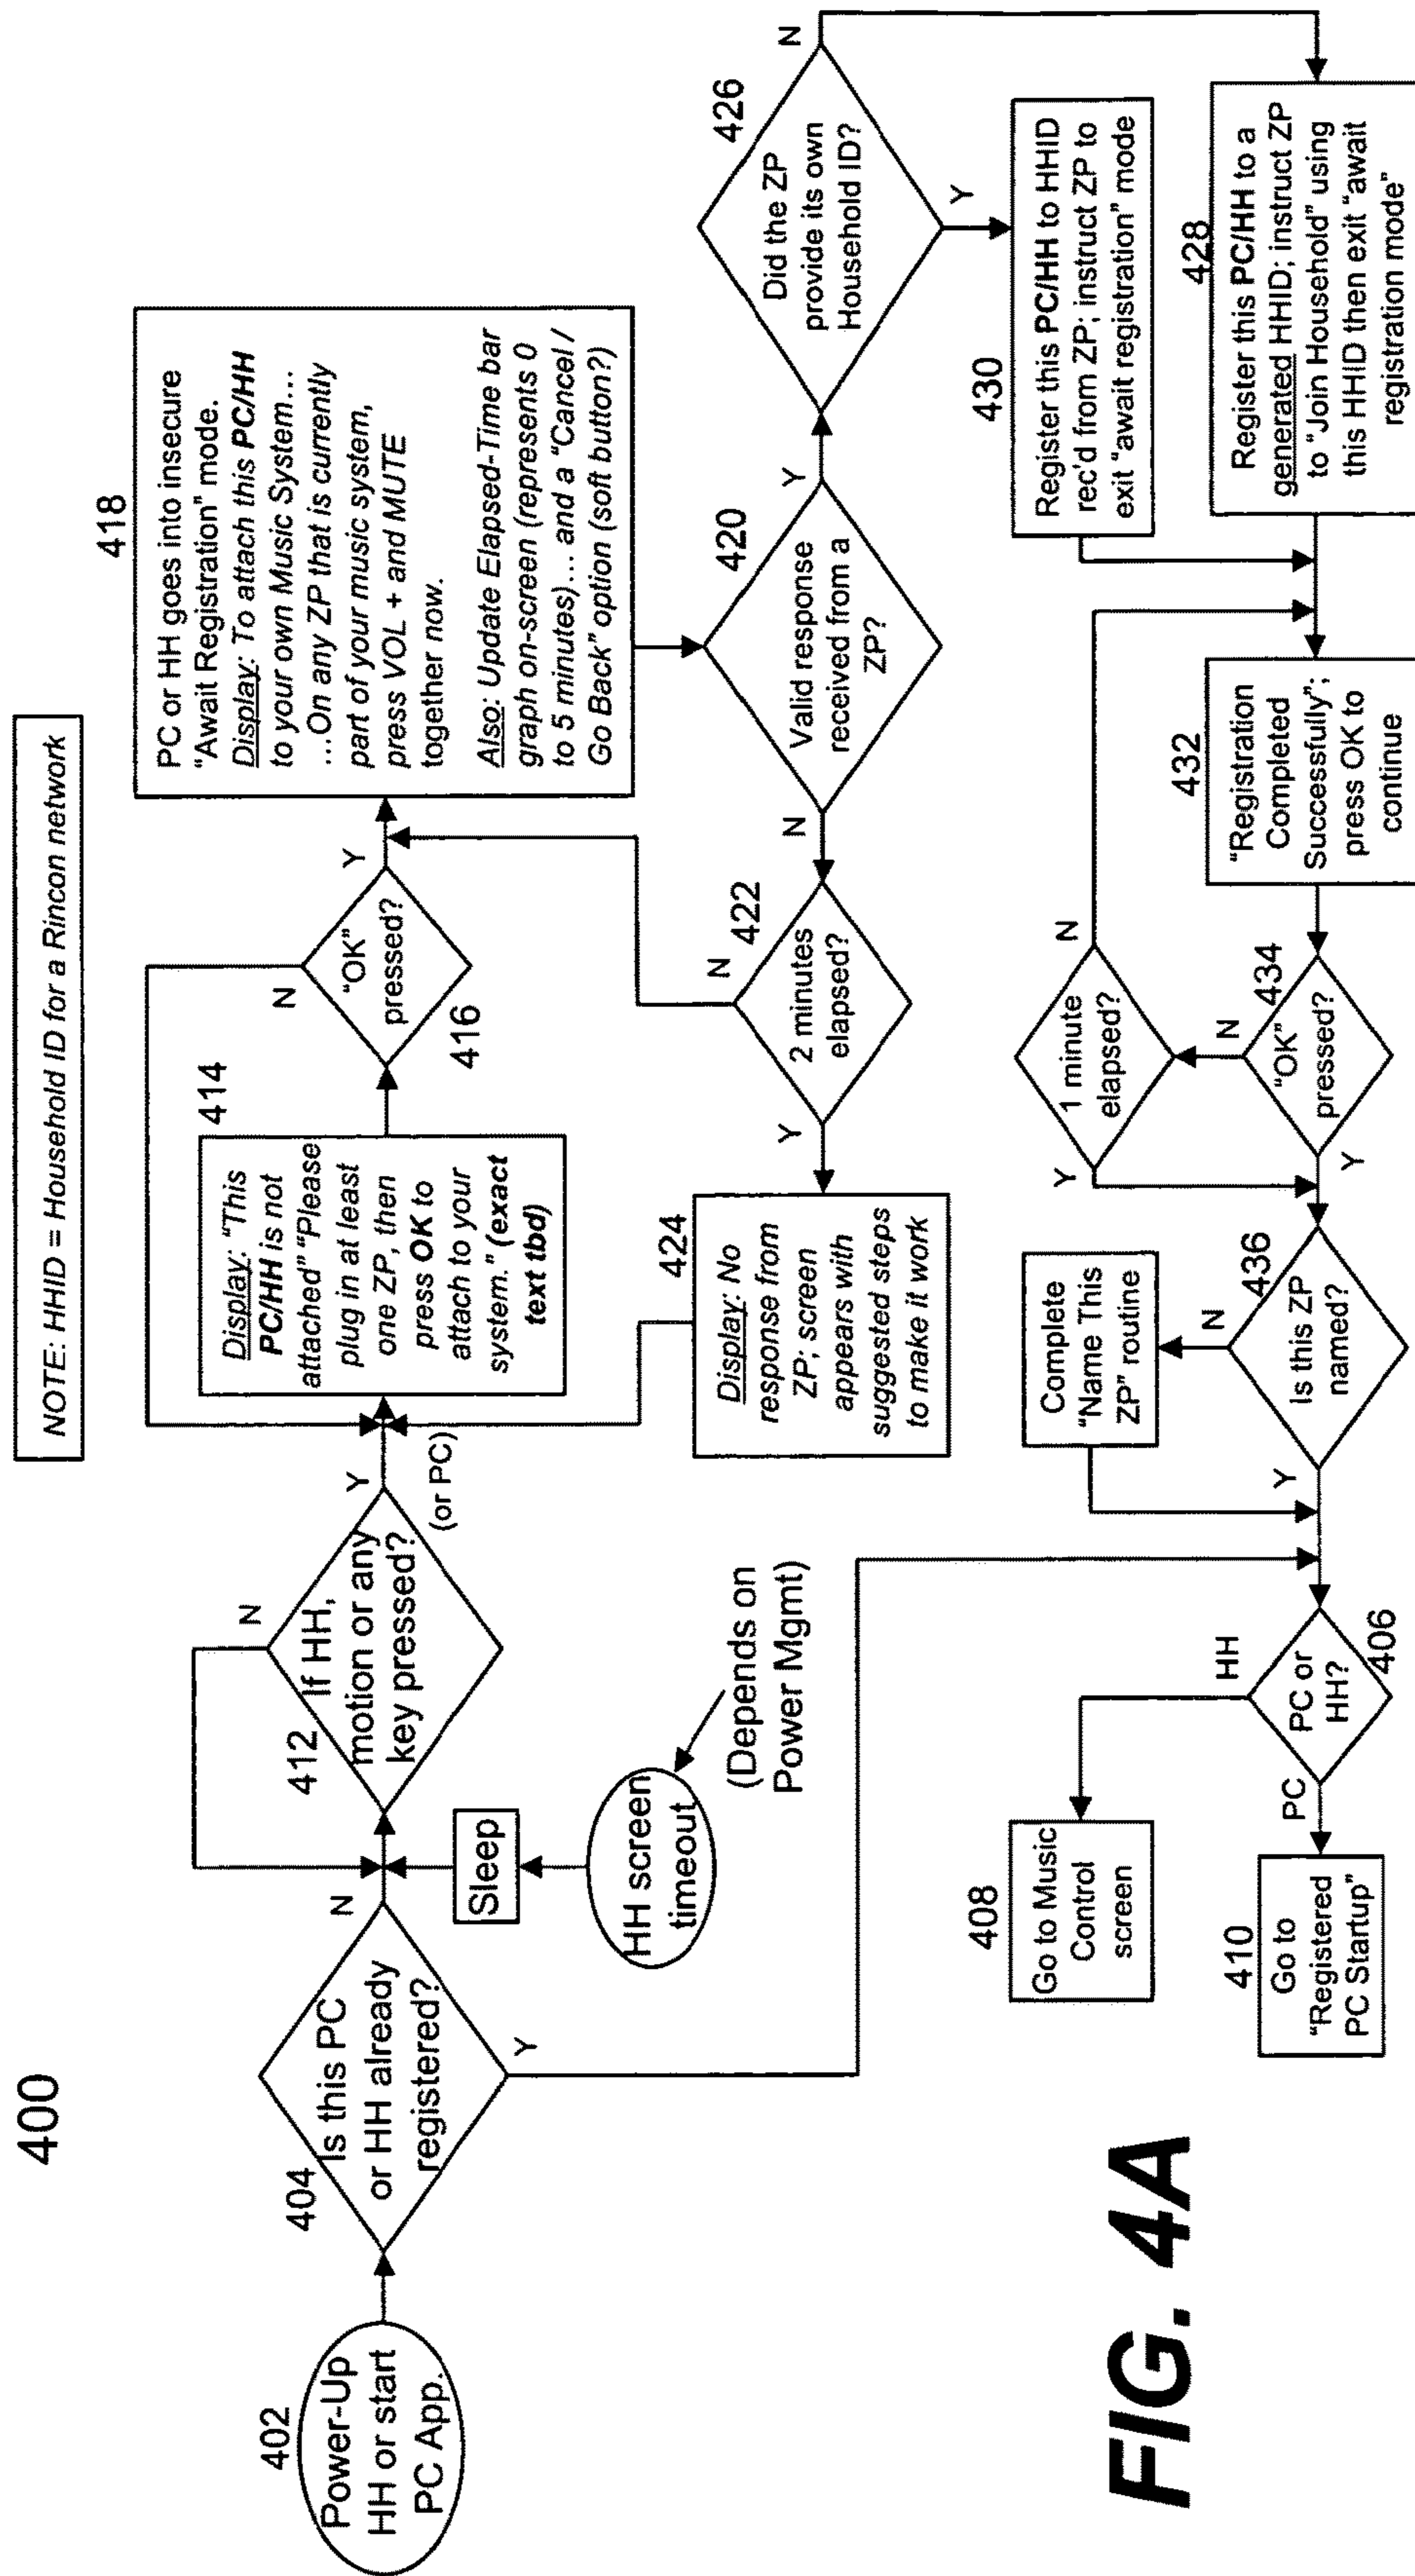 400
NOTE: HHID = Household ID for a Rincon network
402
Power-Up
HH or start
PC App.
404
Is this PC
or HH already
registered?
N
Y
Sleep
HH screen
timeout
(Depends on
Power Mgmt)
412
If HH,
motion or any
key pressed?
N
Y
(or PC)
414
Display: "This
PC/HH is not
attached" "Please
plug in at least
one ZP, then
press OK to
attach to your
system." (exact
text tbd)
416
"OK"
pressed?
N
Y
418
PC or HH goes into insecure
"Await Registration" mode.
Display: To attach this PC/HH
to your own Music System...
...On any ZP that is currently
part of your music system,
press VOL + and MUTE
together now.
Also: Update Elapsed-Time bar
graph on-screen (represents 0
to 5 minutes)... and a "Cancel /
Go Back" option (soft button?)
420
Valid response
received from a
ZP?
N
Y
422
2 minutes
elapsed?
N
Y
424
Display: No
response from
ZP; screen
appears with
suggested steps
to make it work
426
Did the ZP
provide its own
Household ID?
N
Y
430
Register this PC/HH to HHID
rec'd from ZP; instruct ZP to
exit "await registration" mode
428
Register this PC/HH to a
generated HHID; instruct ZP
to "Join Household" using
this HHID then exit "await
registration mode"
432
"Registration
Completed
Successfully";
press OK to
continue
434
"OK"
pressed?
N
Y
1 minute
elapsed?
N
Y
436
Is this ZP
named?
N
Y
Complete
"Name This
ZP" routine
406
PC or
HH?
HH
PC
408
Go to Music
Control
screen
410
Go to
"Registered
PC Startup"
FIG. 4A